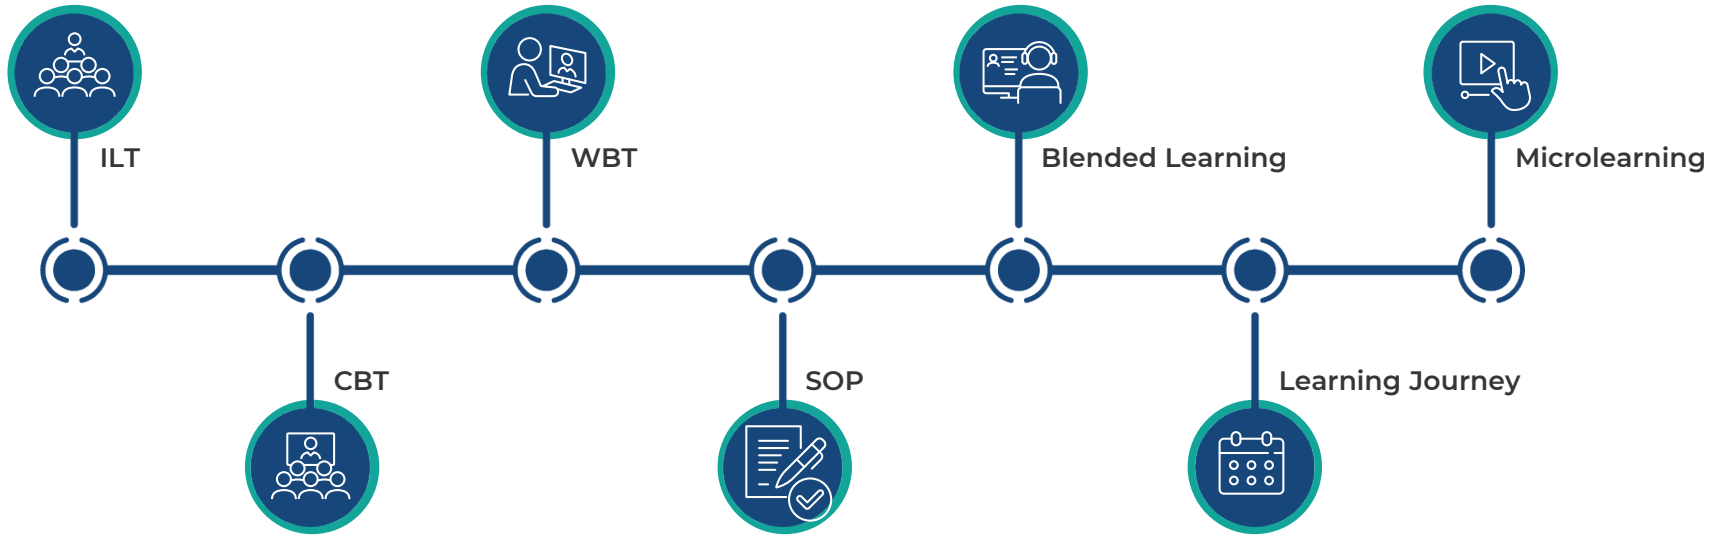 ILT
WBT
Blended Learning
Microlearning
CBT
SOP
Learning Journey